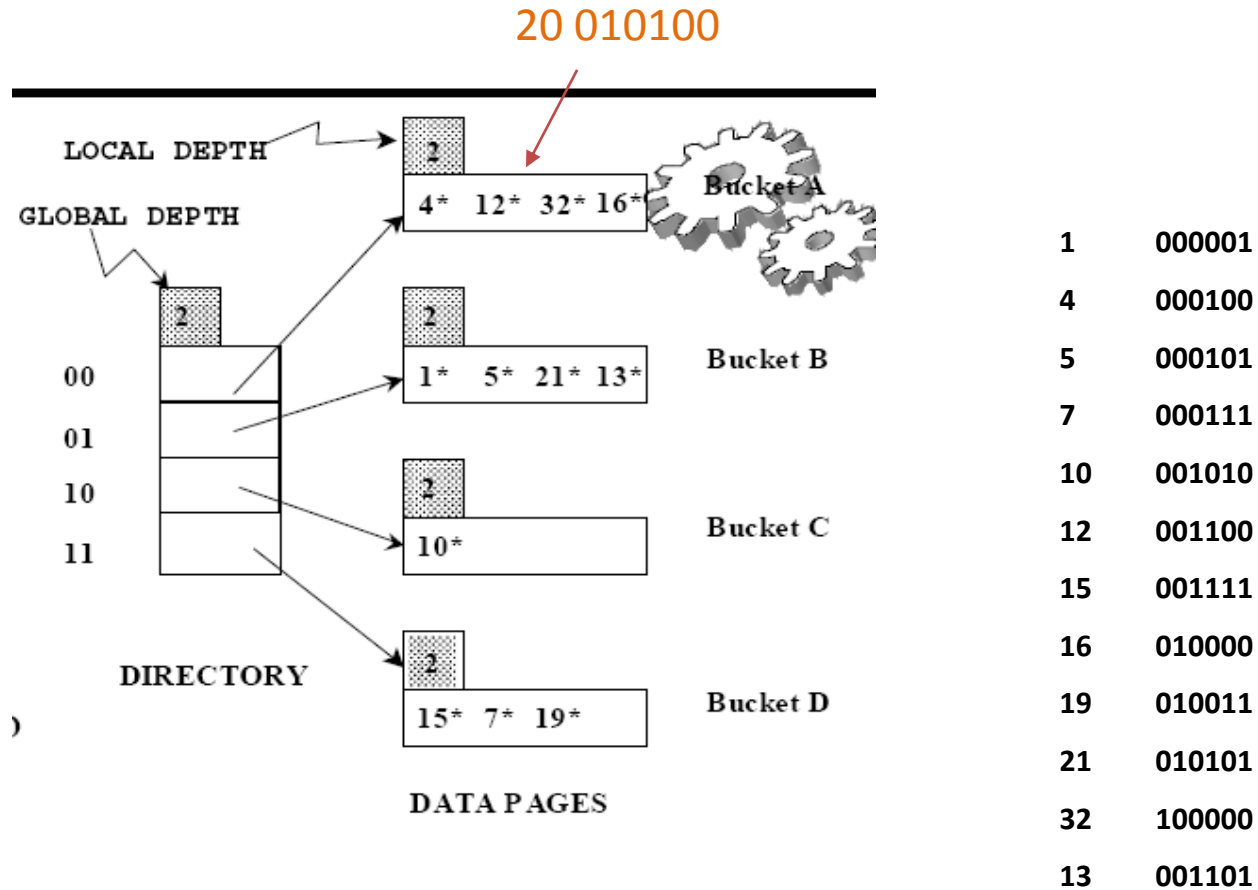 20 010100
LOCAL DEPTH
GLOBAL DEPTH
2
4* 12* 32* 16*
Bucket A
2
00
01
10
11
2
1* 5* 21* 13*
Bucket B
2
10*
Bucket C
2
15* 7* 19*
Bucket D
DIRECTORY
)
DATA PAGES
1 000001
4 000100
5 000101
7 000111
10 001010
12 001100
15 001111
16 010000
19 010011
21 010101
32 100000
13 001101